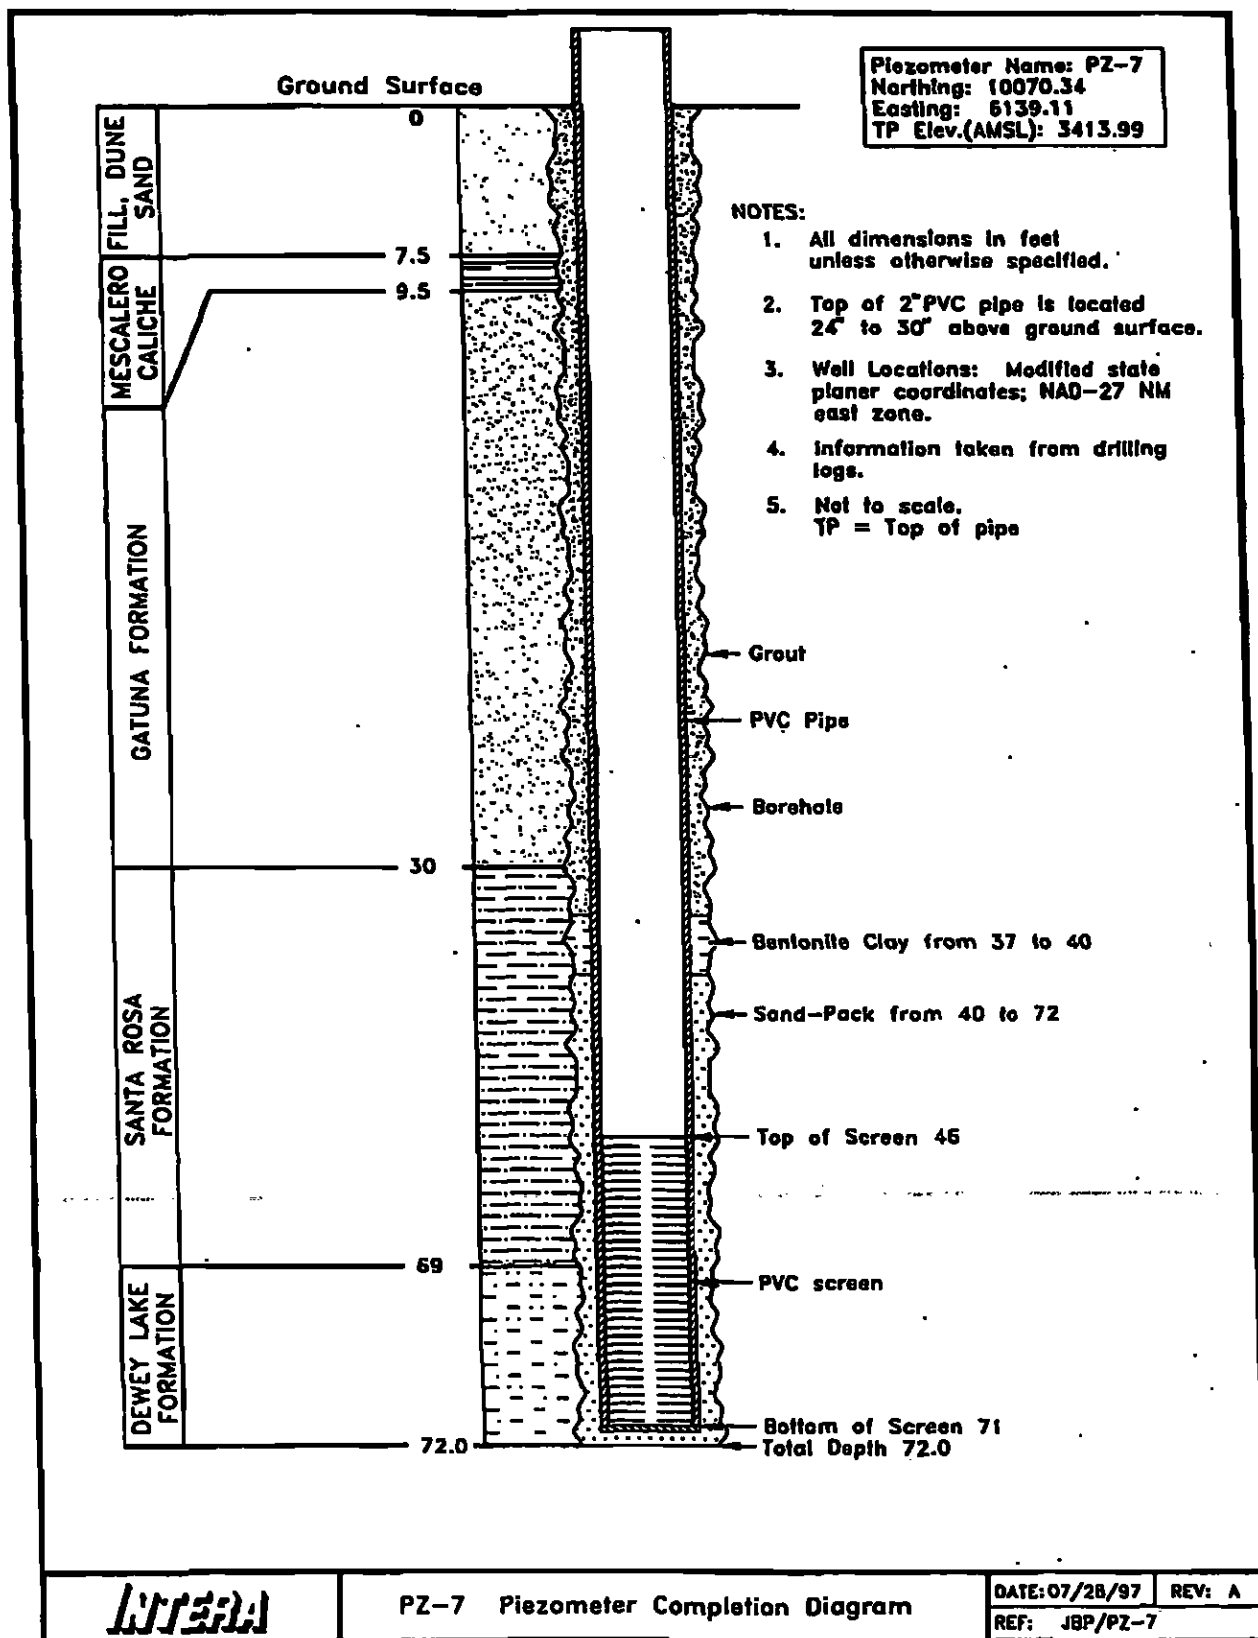 Ground Surface
0
Piezometer Name: PZ-7
Northing: 10070.34
Easting: 6139.11
TP Elev.(AMSL): 3413.99
FILL, DUNE
SAND
MESCALERO
CALICHE
GATUNA FORMATION
SANTA ROSA
FORMATION
DEWEY LAKE
FORMATION
7.5
9.5
30
69
72.0
NOTES:
1. All dimensions in feet
unless otherwise specified.
2. Top of 2" PVC pipe is located
24" to 30" above ground surface.
3. Well Locations: Modified state
planer coordinates; NAD-27 NM
east zone.
4. Information taken from drilling
logs.
5. Not to scale.
TP = Top of pipe
Grout
PVC Pipe
Borehole
Bentonite Clay from 37 to 40
Sand-Pack from 40 to 72
Top of Screen 46
PVC screen
Bottom of Screen 71
Total Depth 72.0
INTERA
PZ-7 Piezometer Completion Diagram
DATE: 07/28/97
REV: A
REF: JBP/PZ-7